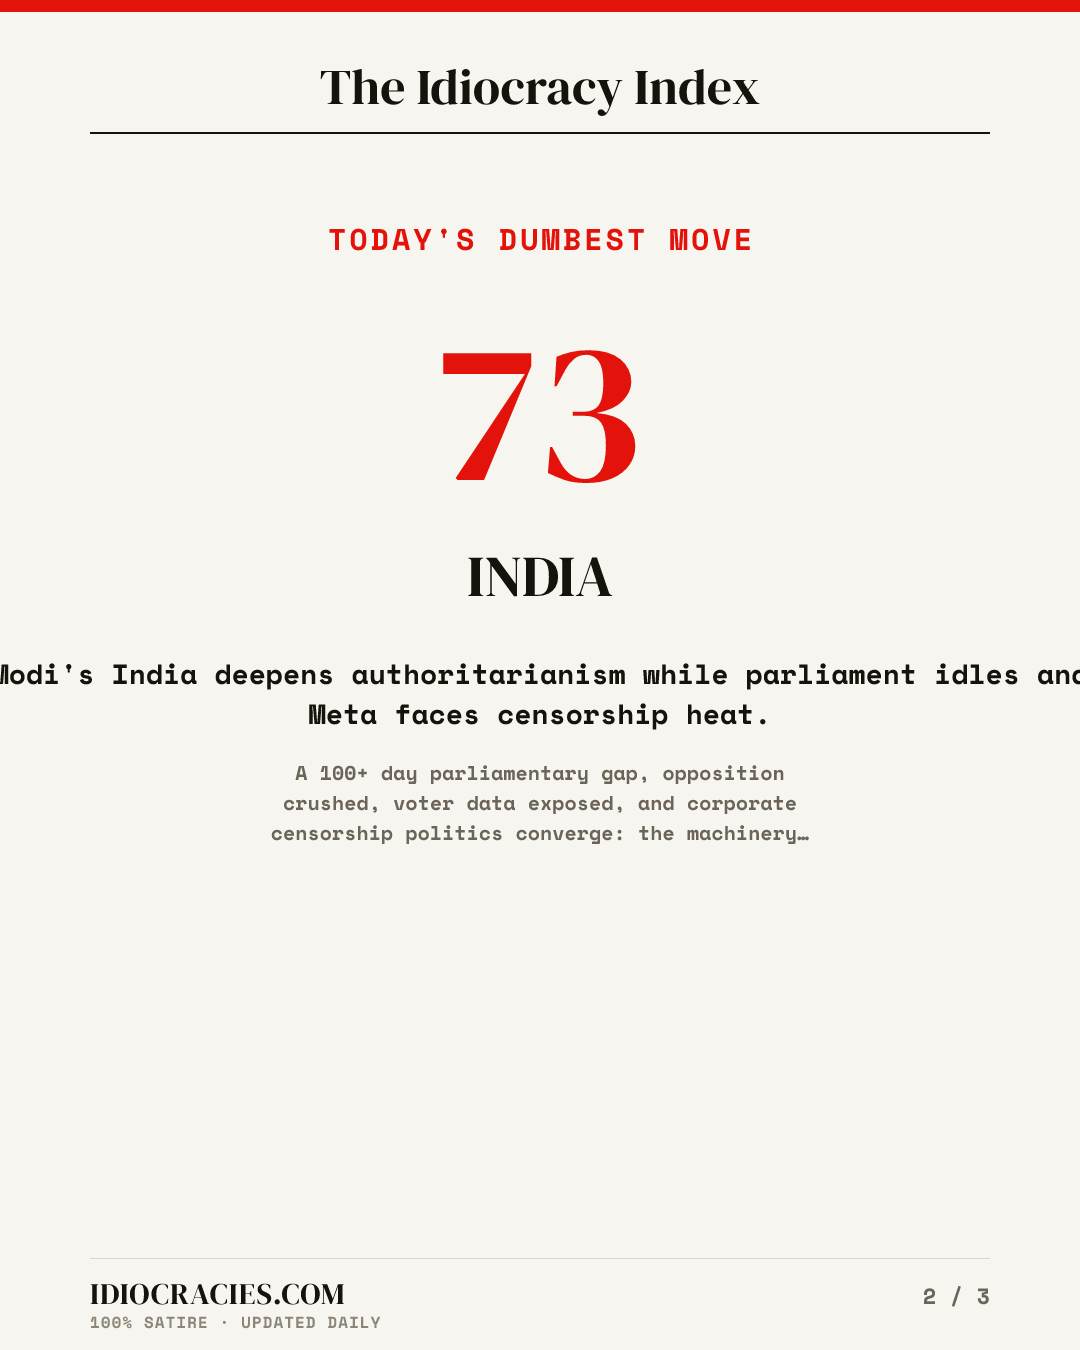 The Idiocracy Index
TODAY'S DUMBEST MOVE
73
INDIA
Modi's India deepens authoritarianism while parliament idles and
Meta faces censorship heat.
A 100+ day parliamentary gap, opposition
crushed, voter data exposed, and corporate
censorship politics converge: the machinery…
IDIOCRACIES.COM
2 / 3
100% SATIRE · UPDATED DAILY